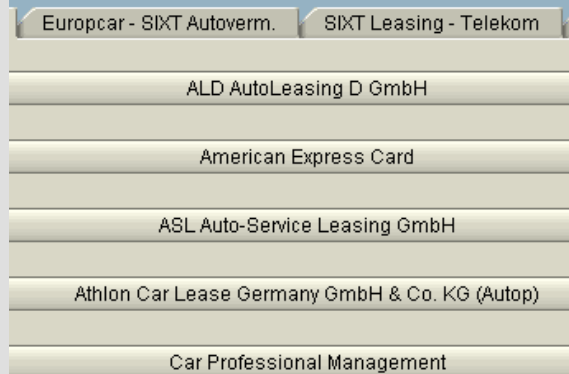 Europcar - SIXT Autoverm.
SIXT Leasing - Telekom
ALD AutoLeasing D GmbH
American Express Card
ASL Auto-Service Leasing GmbH
Athlon Car Lease Germany GmbH & Co. KG (Autop)
Car Professional Management